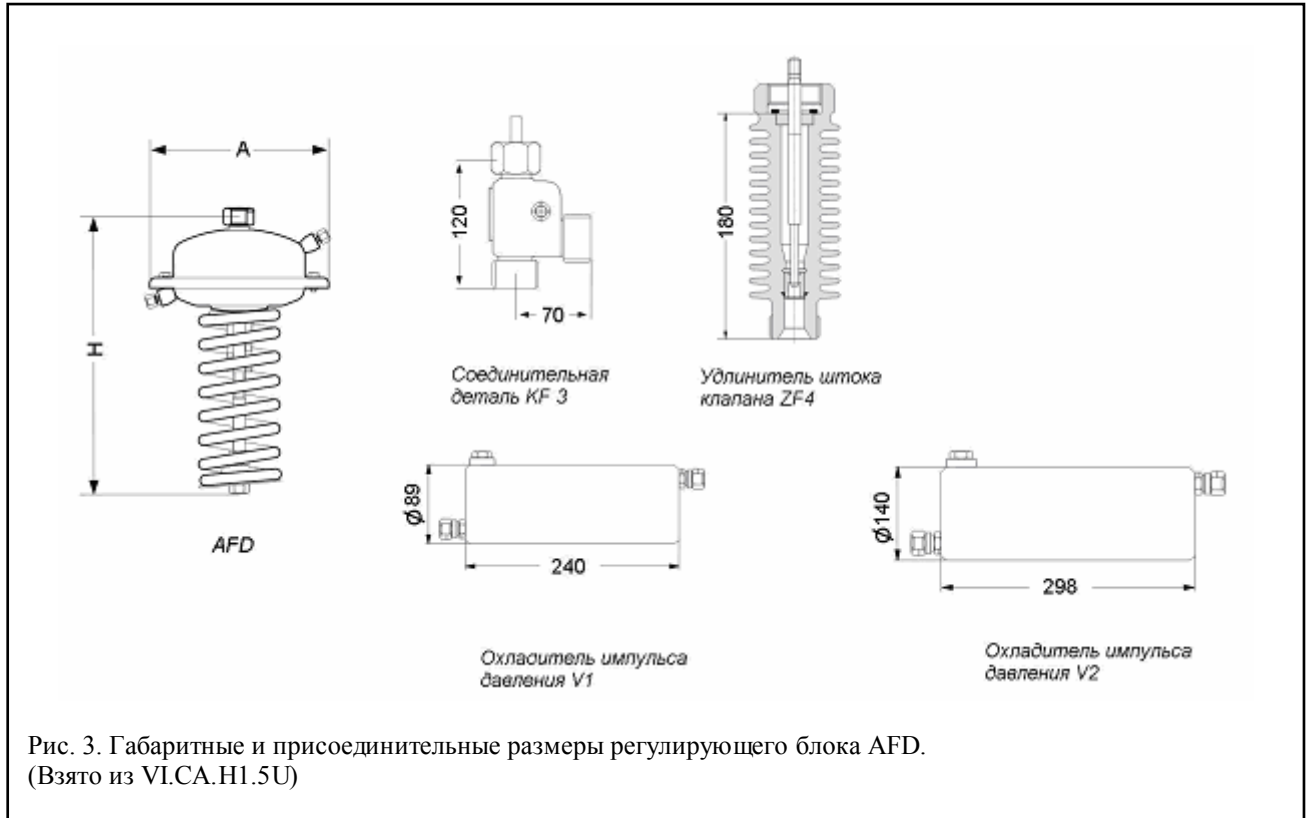 A
H
AFD
120
70
Соединительная
деталь KF 3
180
Удлинитель штока
клапана ZF4
Ø89
240
Охладитель импульса
давления V1
Ø140
298
Охладитель импульса
давления V2
Рис. 3. Габаритные и присоединительные размеры регулирующего блока AFD.
(Взято из VI.CA.H1.5U)